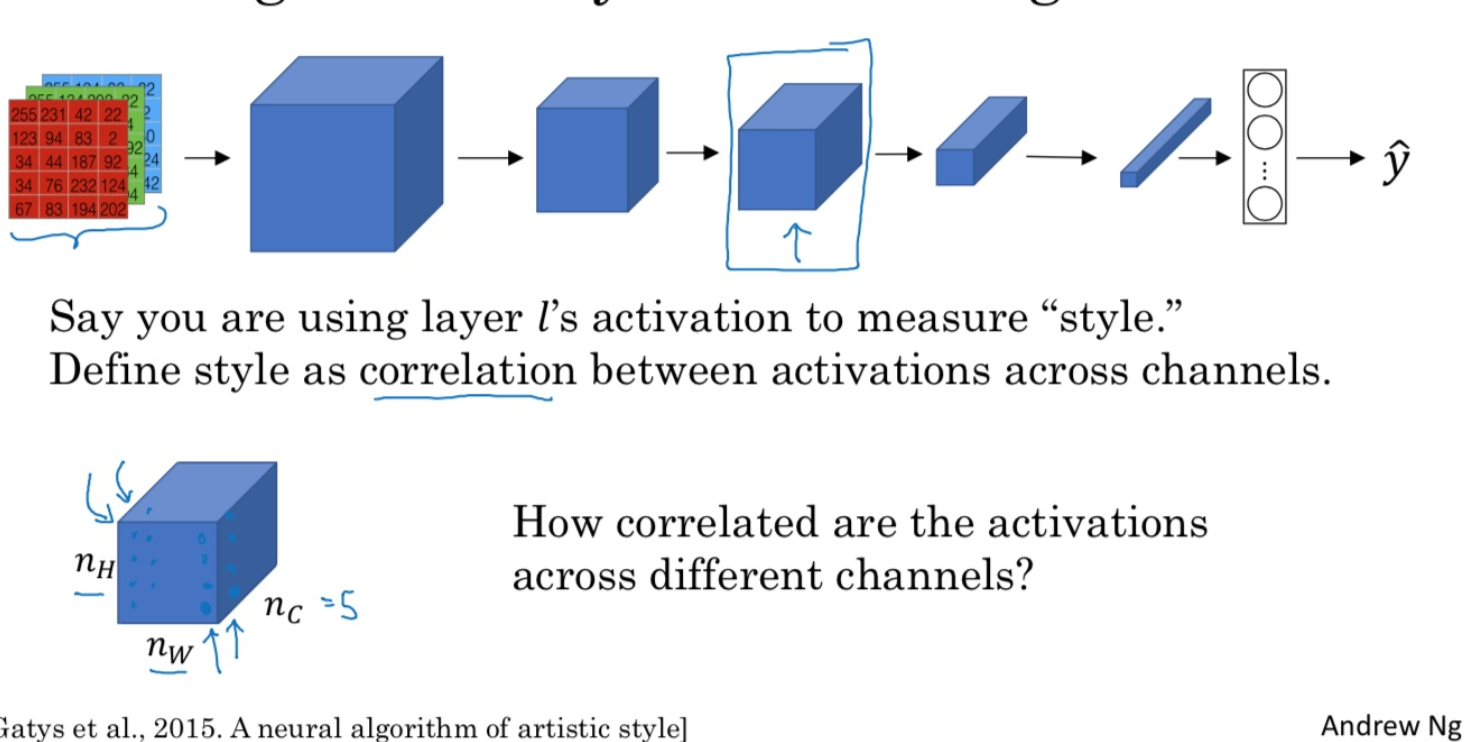 255 231 42 22
123 94 83 2
34 44 187 92
34 76 232 124
67 83 194 202
ŷ
Say you are using layer l’s activation to measure “style.”
Define style as correlation between activations across channels.
How correlated are the activations
across different channels?
n_H
n_C = 5
n_W
Gatys et al., 2015. A neural algorithm of artistic style]
Andrew Ng